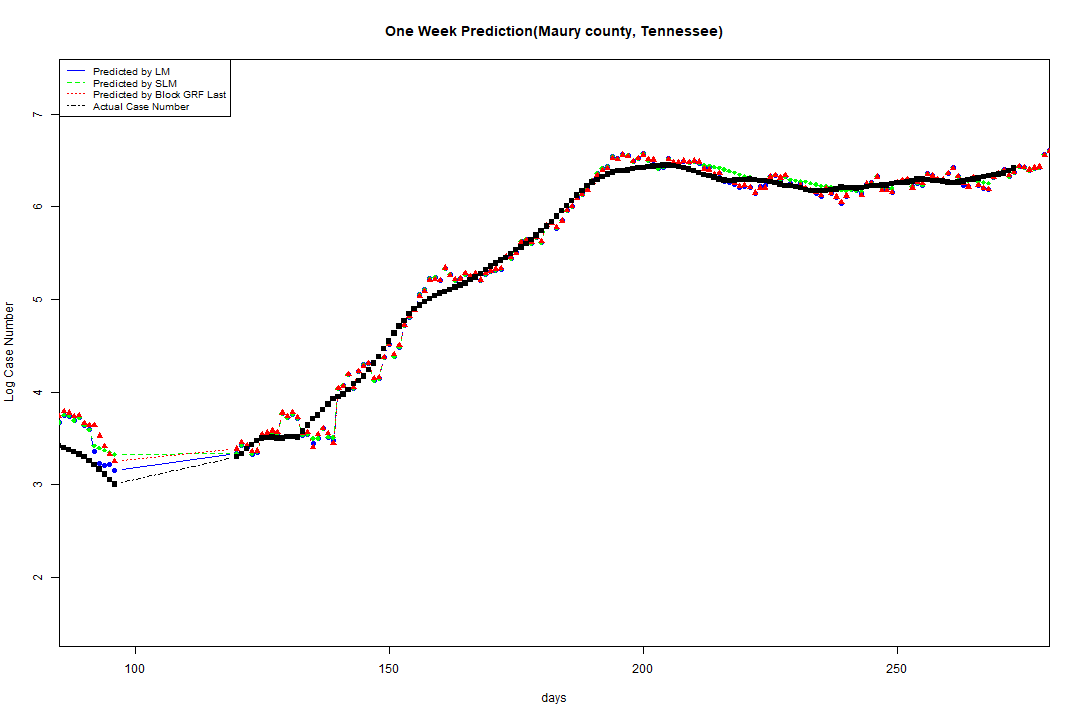 One Week Prediction(Maury county, Tennessee)
Predicted by LM
Predicted by SLM
Predicted by Block GRF Last
Actual Case Number
7
6
5
4
3
2
Log Case Number
100 150 200 250
days